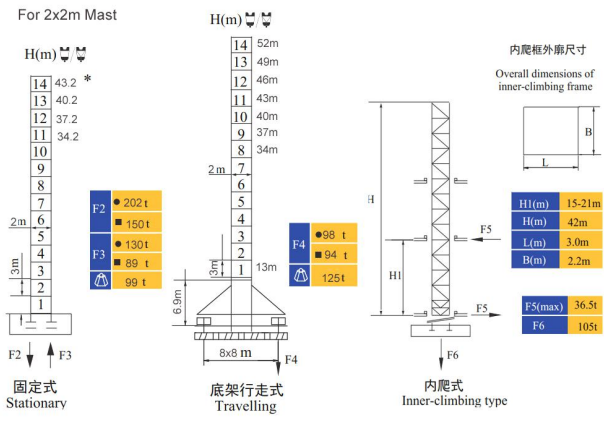 For 2x2m Mast
H(m)
14 43.2 *
13 40.2
12 37.2
11 34.2
10
9
8
7
6
5
4
3
2
1
2m
3m
F2 F3
固定式
Stationary
F2 ●202 t
■ 150 t
F3 ●130 t
■ 89 t
99 t
H(m)
14 52m
13 49m
12 46m
11 43m
10 40m
9 37m
8 34m
7
6
5
4
3
2
1 13m
2m
3m
6.9m
8x8 m
F4
底架行走式
Travelling
F4 ●98 t
■ 94 t
125t
H
H1
F5
F5
F6
内爬式
Inner-climbing type
内爬框外廓尺寸
Overall dimensions of
inner-climbing frame
B
L
H1(m) 15-21m
H(m) 42m
L(m) 3.0m
B(m) 2.2m
F5(max) 36.5t
F6 105t